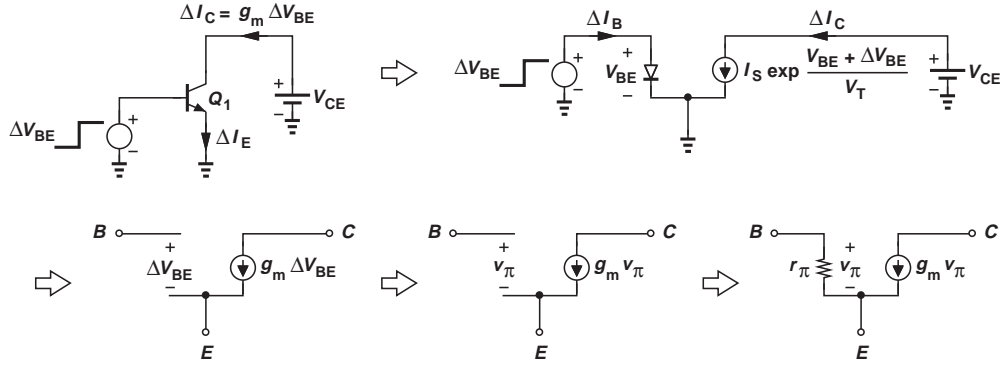 ΔI_C = g_m ΔV_BE
Q_1
V_CE
ΔV_BE
ΔI_E
+
−
+
−
ΔI_B
ΔI_C
ΔV_BE
+
−
+
V_BE
−
I_S exp (V_BE + ΔV_BE)/V_T
+
−
V_CE
B
C
+
ΔV_BE
−
g_m ΔV_BE
E
B
C
+
v_π
−
g_m v_π
E
B
C
r_π
+
v_π
−
g_m v_π
E